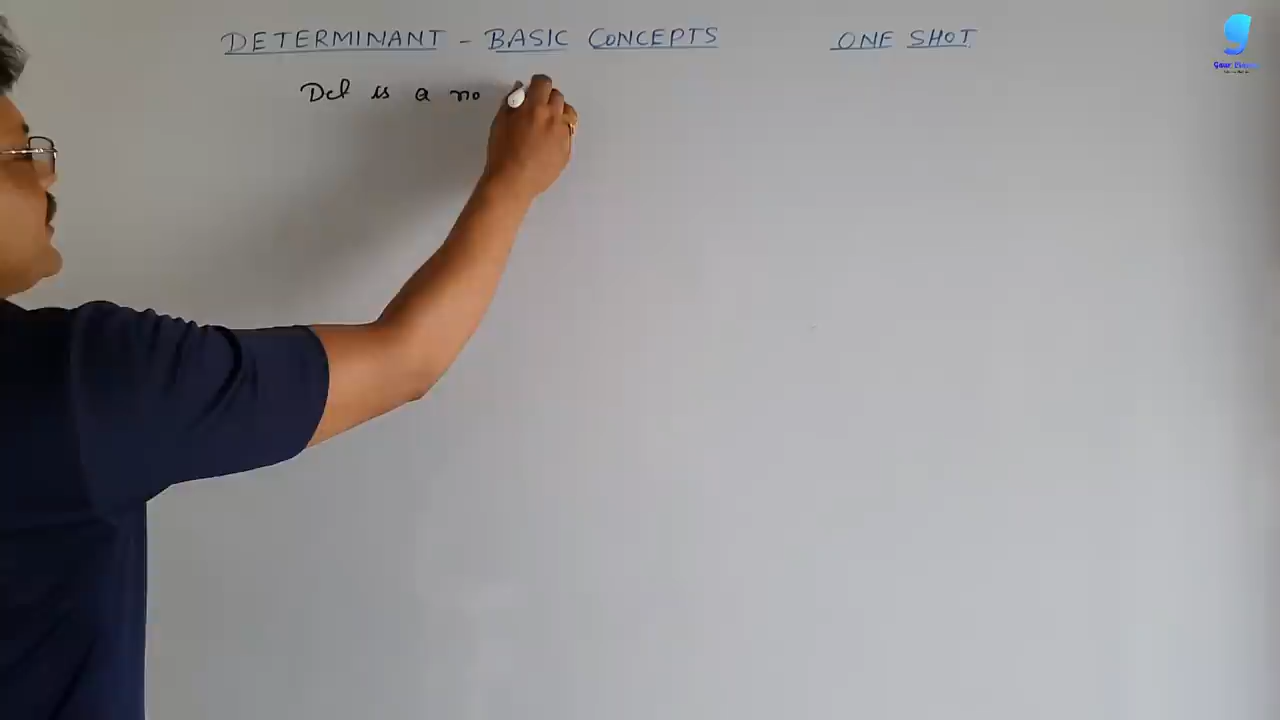 DETERMINANT - BASIC CONCEPTS ONE SHOT
Det is a no